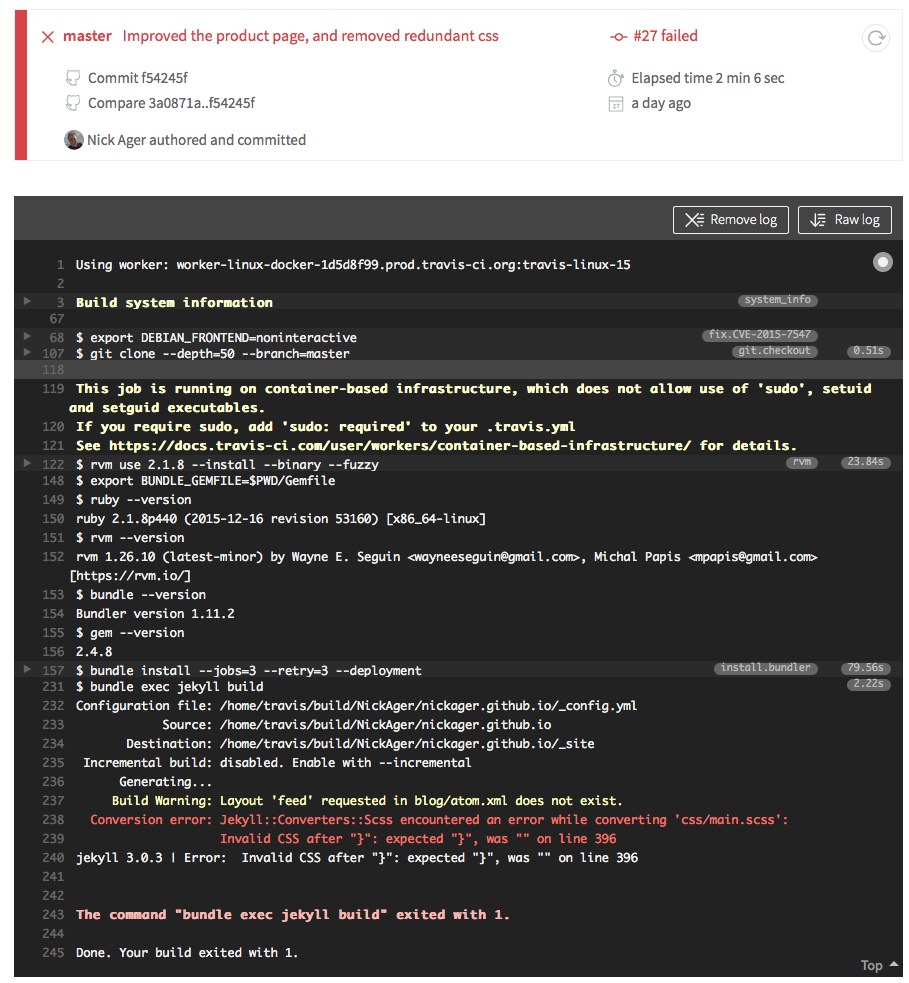 master Improved the product page, and removed redundant css
#27 failed
Commit f54245f
Elapsed time 2 min 6 sec
Compare 3a0871a..f54245f
27
a day ago
Nick Ager authored and committed
Remove log
Raw log
1 Using worker: worker-linux-docker-1d5d8f99.prod.travis-ci.org:travis-linux-15
2
3 Build system information system_info
67
68 $ export DEBIAN_FRONTEND=noninteractive fix.CVE-2015-7547
107 $ git clone --depth=50 --branch=master git.checkout 0.51s
118
119 This job is running on container-based infrastructure, which does not allow use of 'sudo', setuid
and setguid executables.
120 If you require sudo, add 'sudo: required' to your .travis.yml
121 See https://docs.travis-ci.com/user/workers/container-based-infrastructure/ for details.
122 $ rvm use 2.1.8 --install --binary --fuzzy rvm 23.84s
148 $ export BUNDLE_GEMFILE=$PWD/Gemfile
149 $ ruby --version
150 ruby 2.1.8p440 (2015-12-16 revision 53160) [x86_64-linux]
151 $ rvm --version
152 rvm 1.26.10 (latest-minor) by Wayne E. Seguin <wayneeseguin@gmail.com>, Michal Papis <mpapis@gmail.com>
[https://rvm.io/]
153 $ bundle --version
154 Bundler version 1.11.2
155 $ gem --version
156 2.4.8
157 $ bundle install --jobs=3 --retry=3 --deployment install.bundler 79.56s
231 $ bundle exec jekyll build 2.22s
232 Configuration file: /home/travis/build/NickAger/nickager.github.io/_config.yml
233 Source: /home/travis/build/NickAger/nickager.github.io
234 Destination: /home/travis/build/NickAger/nickager.github.io/_site
235 Incremental build: disabled. Enable with --incremental
236 Generating...
237 Build Warning: Layout 'feed' requested in blog/atom.xml does not exist.
238 Conversion error: Jekyll::Converters::Scss encountered an error while converting 'css/main.scss':
239 Invalid CSS after "}": expected "}", was "" on line 396
240 jekyll 3.0.3 | Error:  Invalid CSS after "}": expected "}", was "" on line 396
241
242
243 The command "bundle exec jekyll build" exited with 1.
244
245 Done. Your build exited with 1.
Top